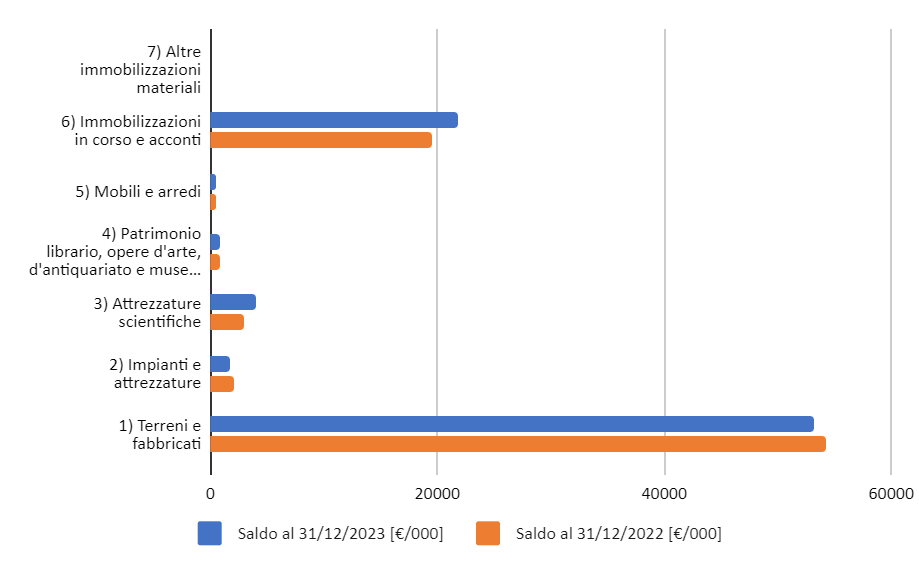 7) Altre
immobilizzazioni
materiali
6) Immobilizzazioni
in corso e acconti
5) Mobili e arredi
4) Patrimonio
librario, opere d'arte,
d'antiquariato e muse...
3) Attrezzature
scientifiche
2) Impianti e
attrezzature
1) Terreni e
fabbricati
0 20000 40000 60000
Saldo al 31/12/2023 [€/000] Saldo al 31/12/2022 [€/000]